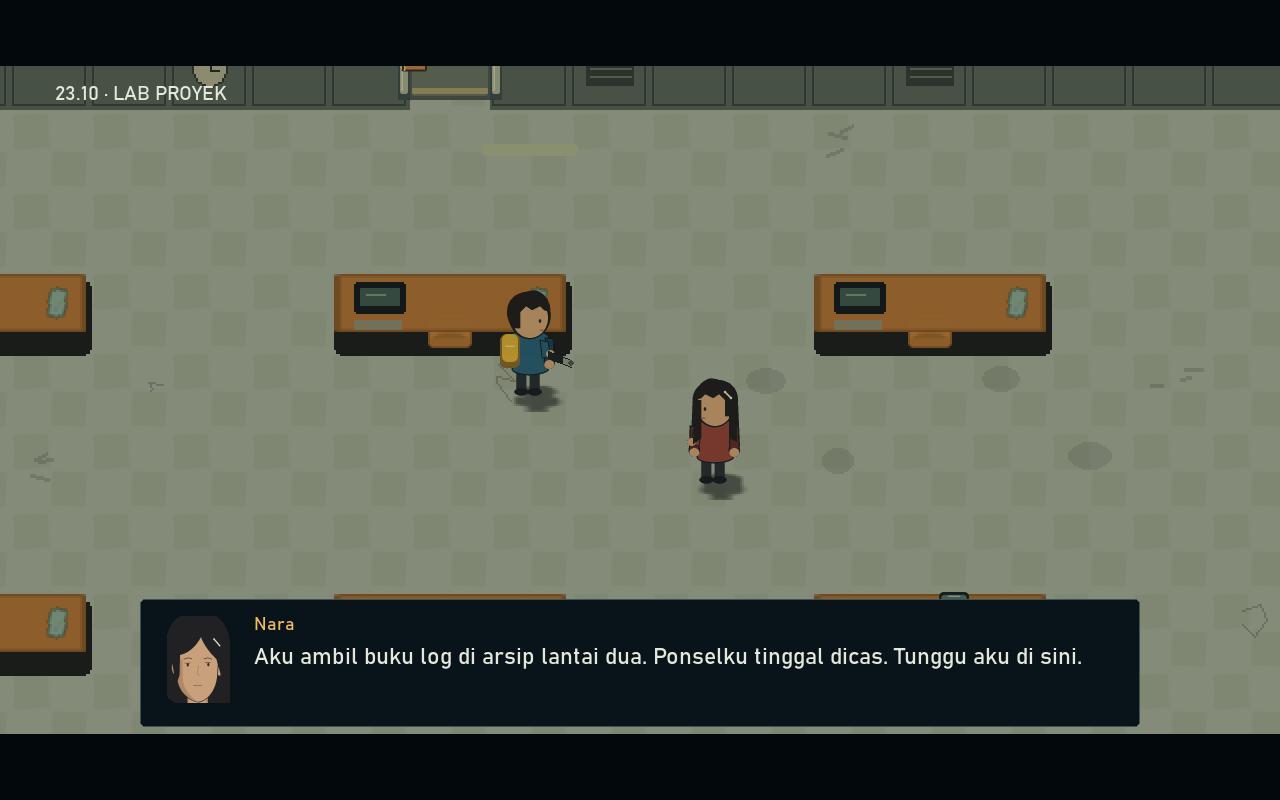 23.10 · LAB PROYEK
Nara
Aku ambil buku log di arsip lantai dua. Ponselku tinggal dicas. Tunggu aku di sini.